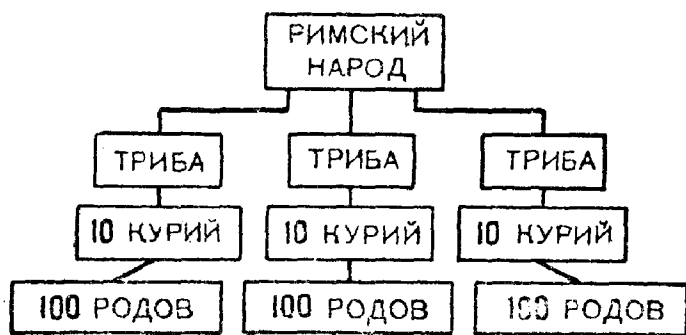 РИМСКИЙ
НАРОД
ТРИБА ТРИБА ТРИБА
10 КУРИЙ 10 КУРИЙ 10 КУРИЙ
100 РОДОВ 100 РОДОВ 100 РОДОВ